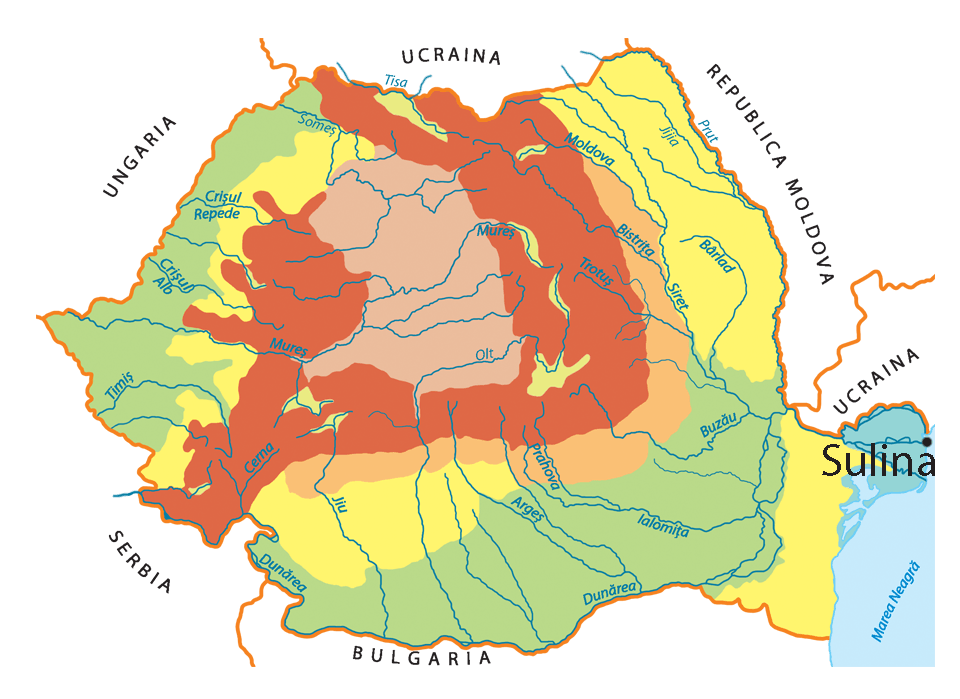 UCRAINA
Tisa
REPUBLICA MOLDOVA
UNGARIA
Someș
Prut
Jijia
Moldova
Crișul
Repede
Mureș
Bistrița
Bârlad
Trotuș
Crișul
Alb
Siret
Mureș
Olt
UCRAINA
Timiș
Buzău
Cerna
Prahova
Sulina
Jiu
Argeș
Ialomița
SERBIA
Dunărea
Dunărea
Marea Neagră
BULGARIA